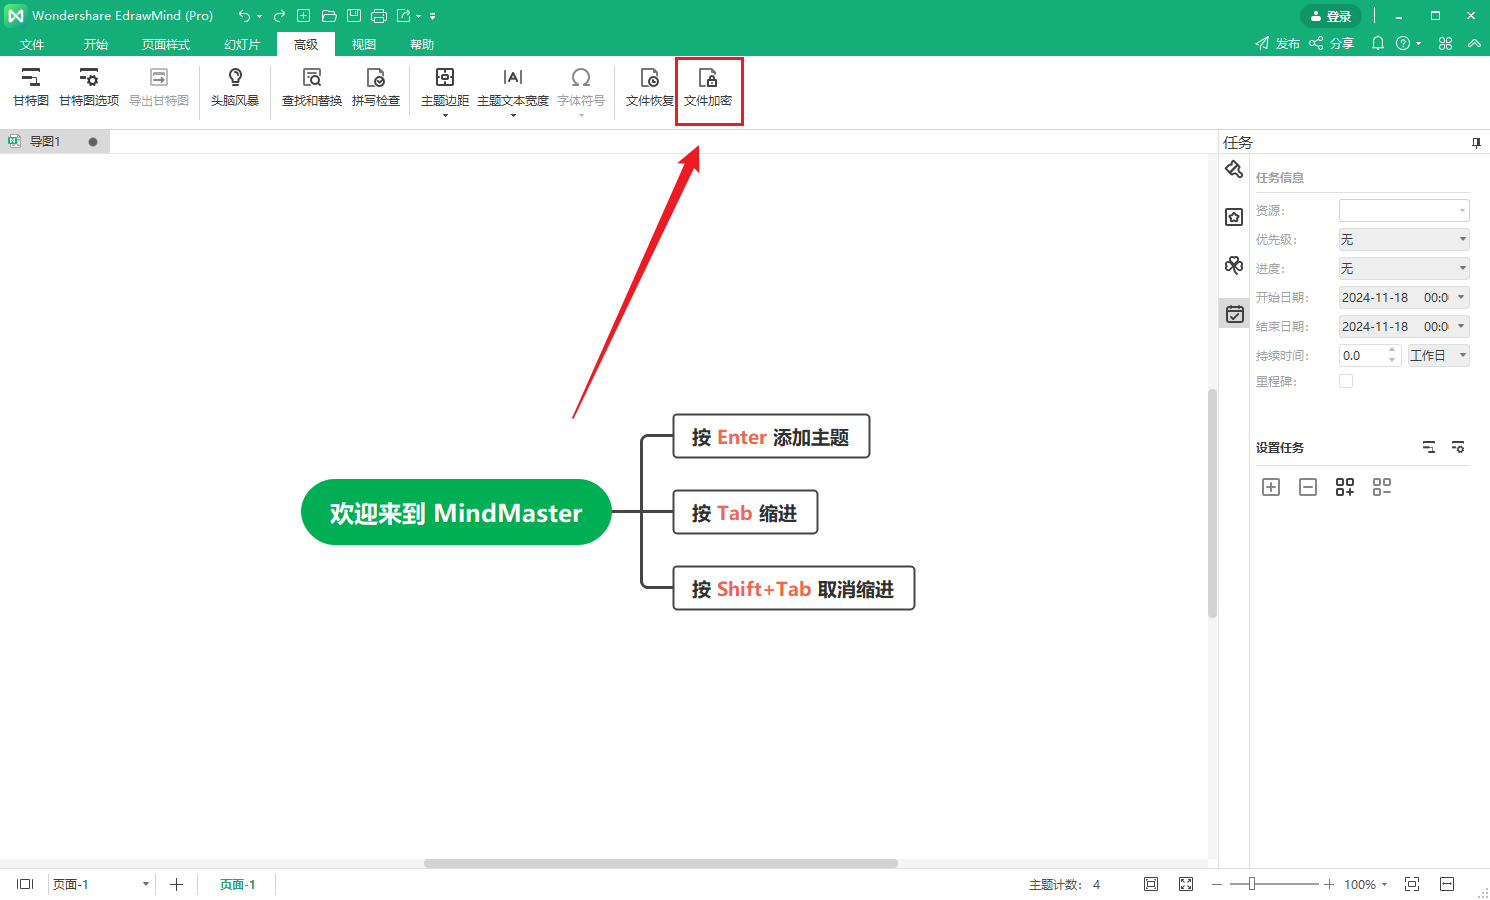 Wondershare EdrawMind (Pro)
登录
文件 开始 页面样式 幻灯片 高级 视图 帮助
发布 分享
甘特图 甘特图选项 导出甘特图 头脑风暴 查找和替换 拼写检查 主题边距 主题文本宽度 字体符号 文件恢复 文件加密
导图1
任务
任务信息
资源:
优先级: 无
进度: 无
开始日期: 2024-11-18 00:0
结束日期: 2024-11-18 00:0
持续时间: 0.0 工作日
里程碑:
设置任务
欢迎来到 MindMaster
按 Enter 添加主题
按 Tab 缩进
按 Shift+Tab 取消缩进
页面-1 页面-1 主题计数: 4 100%